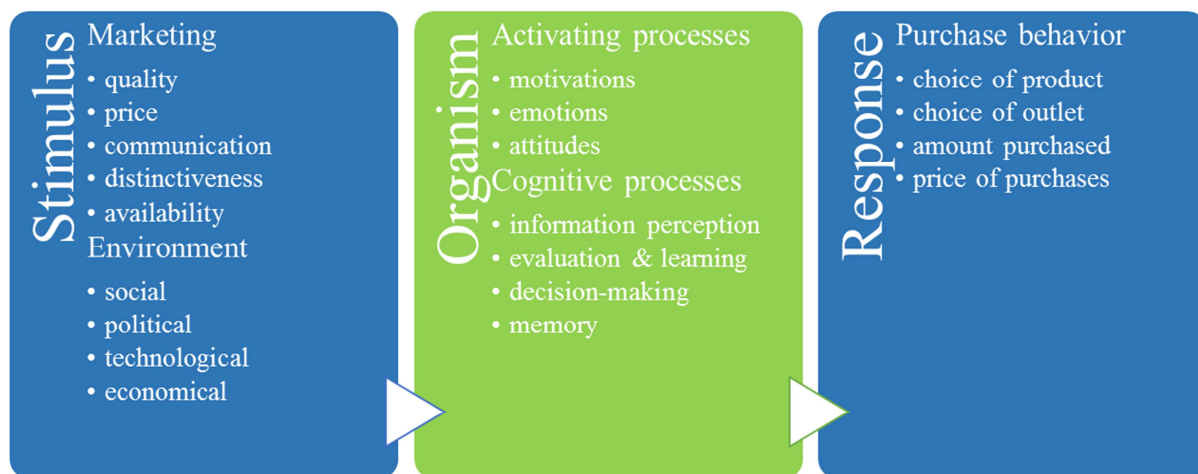 Stimulus
Marketing
• quality
• price
• communication
• distinctiveness
• availability
Environment
• social
• political
• technological
• economical
Organism
Activating processes
• motivations
• emotions
• attitudes
Cognitive processes
• information perception
• evaluation & learning
• decision-making
• memory
Response
Purchase behavior
• choice of product
• choice of outlet
• amount purchased
• price of purchases